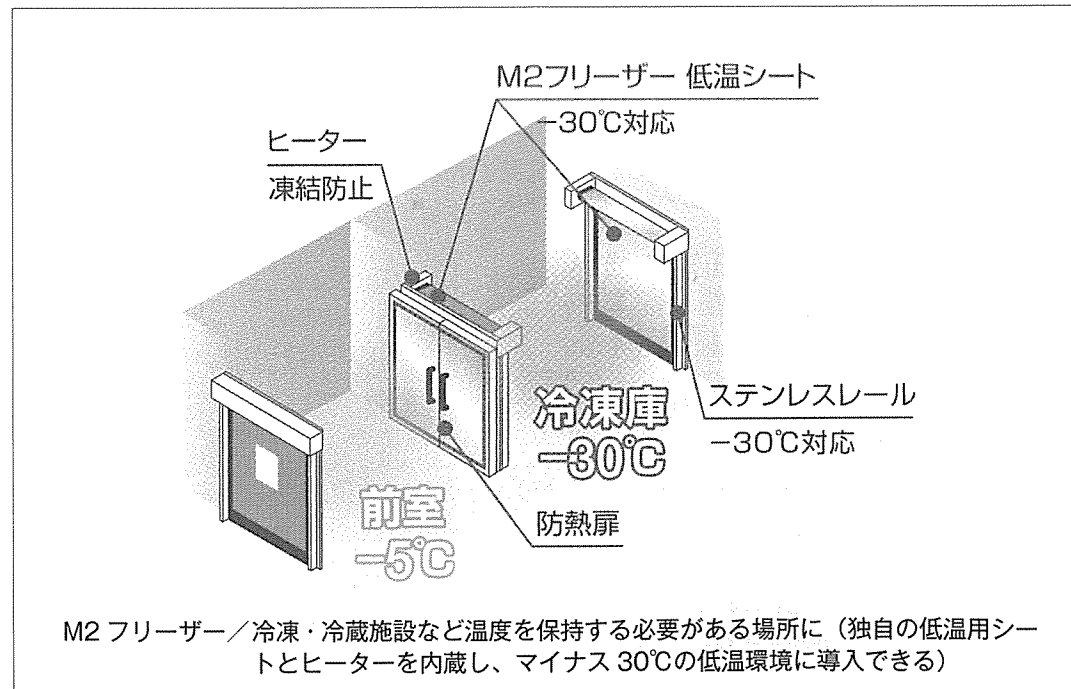 M2フリーザー 低温シート
−30℃対応
ヒーター
凍結防止
ステンレスレール
−30℃対応
冷凍庫
−30℃
防熱扉
前室
−5℃
M2 フリーザー／冷凍・冷蔵施設など温度を保持する必要がある場所に（独自の低温用シー
トとヒーターを内蔵し、マイナス 30℃の低温環境に導入できる）